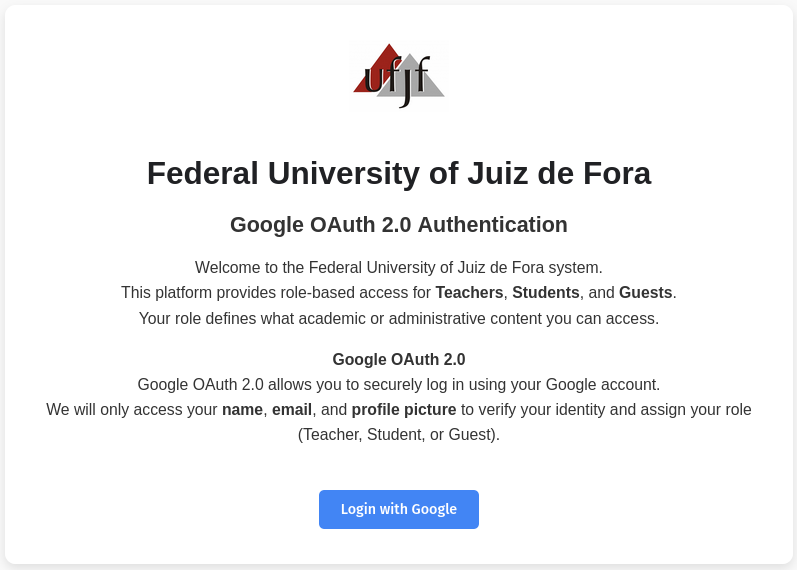 ufjf
Federal University of Juiz de Fora
Google OAuth 2.0 Authentication
Welcome to the Federal University of Juiz de Fora system.
This platform provides role-based access for Teachers, Students, and Guests.
Your role defines what academic or administrative content you can access.
Google OAuth 2.0
Google OAuth 2.0 allows you to securely log in using your Google account.
We will only access your name, email, and profile picture to verify your identity and assign your role
(Teacher, Student, or Guest).
Login with Google